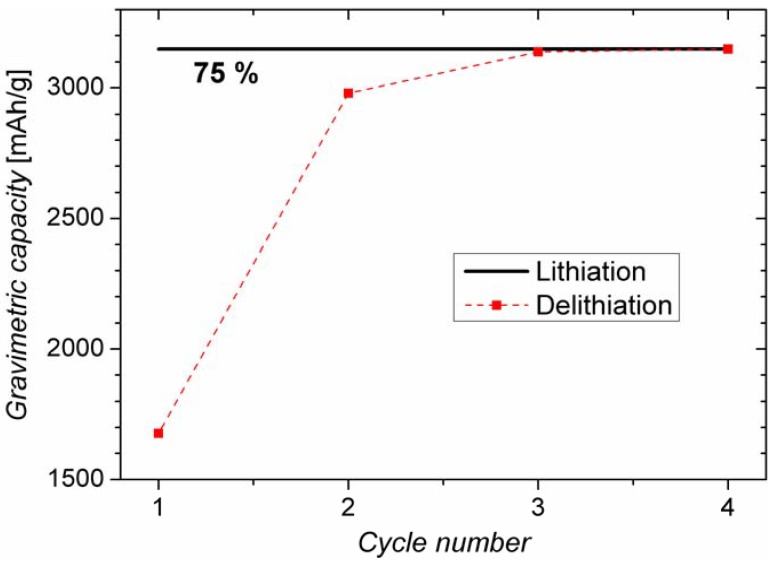 Gravimetric capacity [mAh/g]
3000
2500
2000
1500
75 %
Lithiation
Delithiation
1 2 3 4
Cycle number